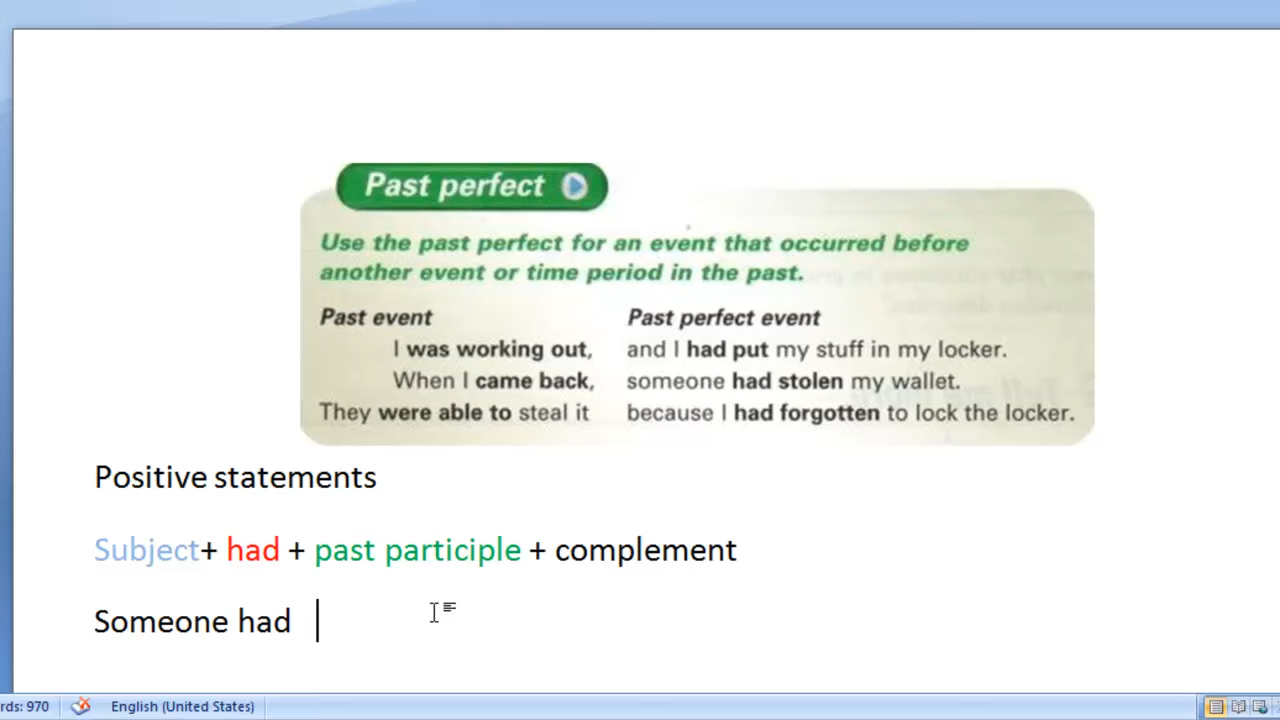 Past perfect
Use the past perfect for an event that occurred before
another event or time period in the past.
Past event Past perfect event
I was working out, and I had put my stuff in my locker.
When I came back, someone had stolen my wallet.
They were able to steal it because I had forgotten to lock the locker.
Positive statements
Subject+ had + past participle + complement
Someone had
rds: 970 English (United States)